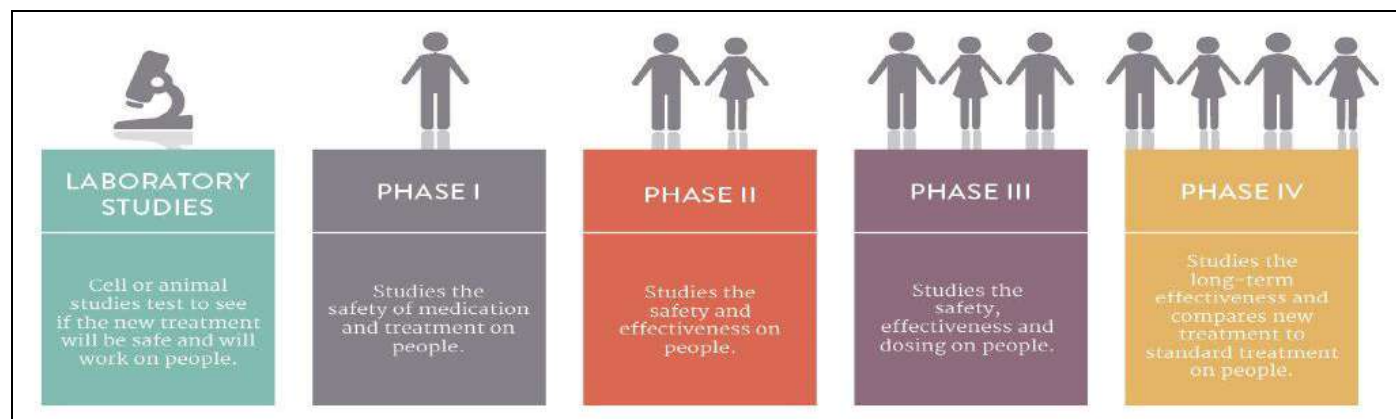 LABORATORY
STUDIES
Cell or animal
studies test to see
if the new treatment
will be safe and will
work on people.
PHASE I
Studies the
safety of medication
and treatment on
people.
PHASE II
Studies the
safety and
effectiveness on
people.
PHASE III
Studies the
safety,
effectiveness and
dosing on people.
PHASE IV
Studies the
long-term
effectiveness and
compares new
treatment to
standard treatment
on people.